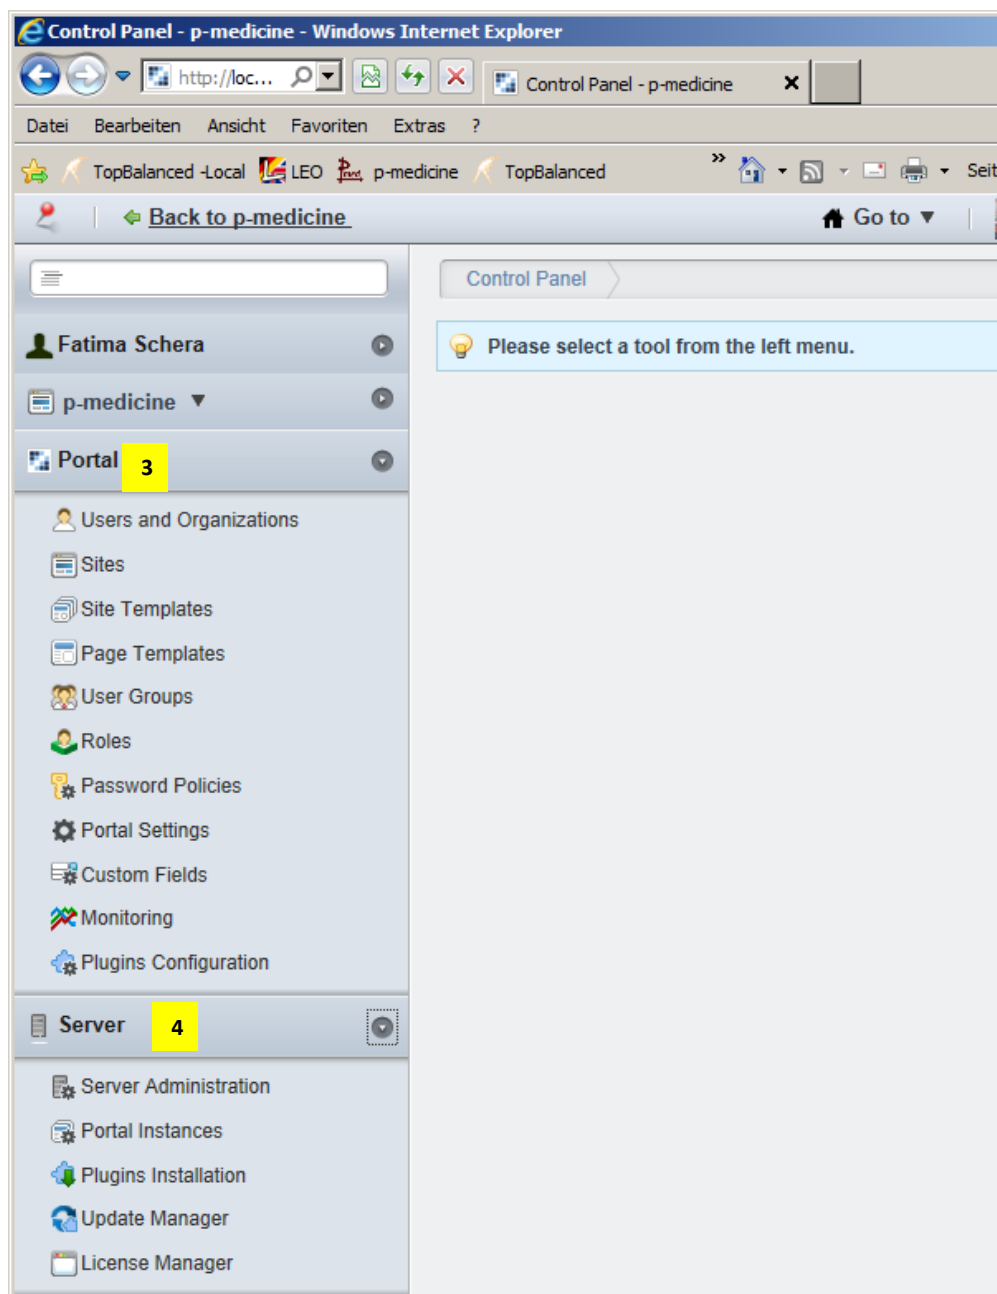 Control Panel - p-medicine - Windows Internet Explorer
http://loc... Control Panel - p-medicine
Datei Bearbeiten Ansicht Favoriten Extras ?
TopBalanced -Local LEO p-medicine TopBalanced » Seit
Back to p-medicine Go to
Control Panel
Fatima Schera
Please select a tool from the left menu.
p-medicine
Portal 3
Users and Organizations
Sites
Site Templates
Page Templates
User Groups
Roles
Password Policies
Portal Settings
Custom Fields
Monitoring
Plugins Configuration
Server 4
Server Administration
Portal Instances
Plugins Installation
Update Manager
License Manager